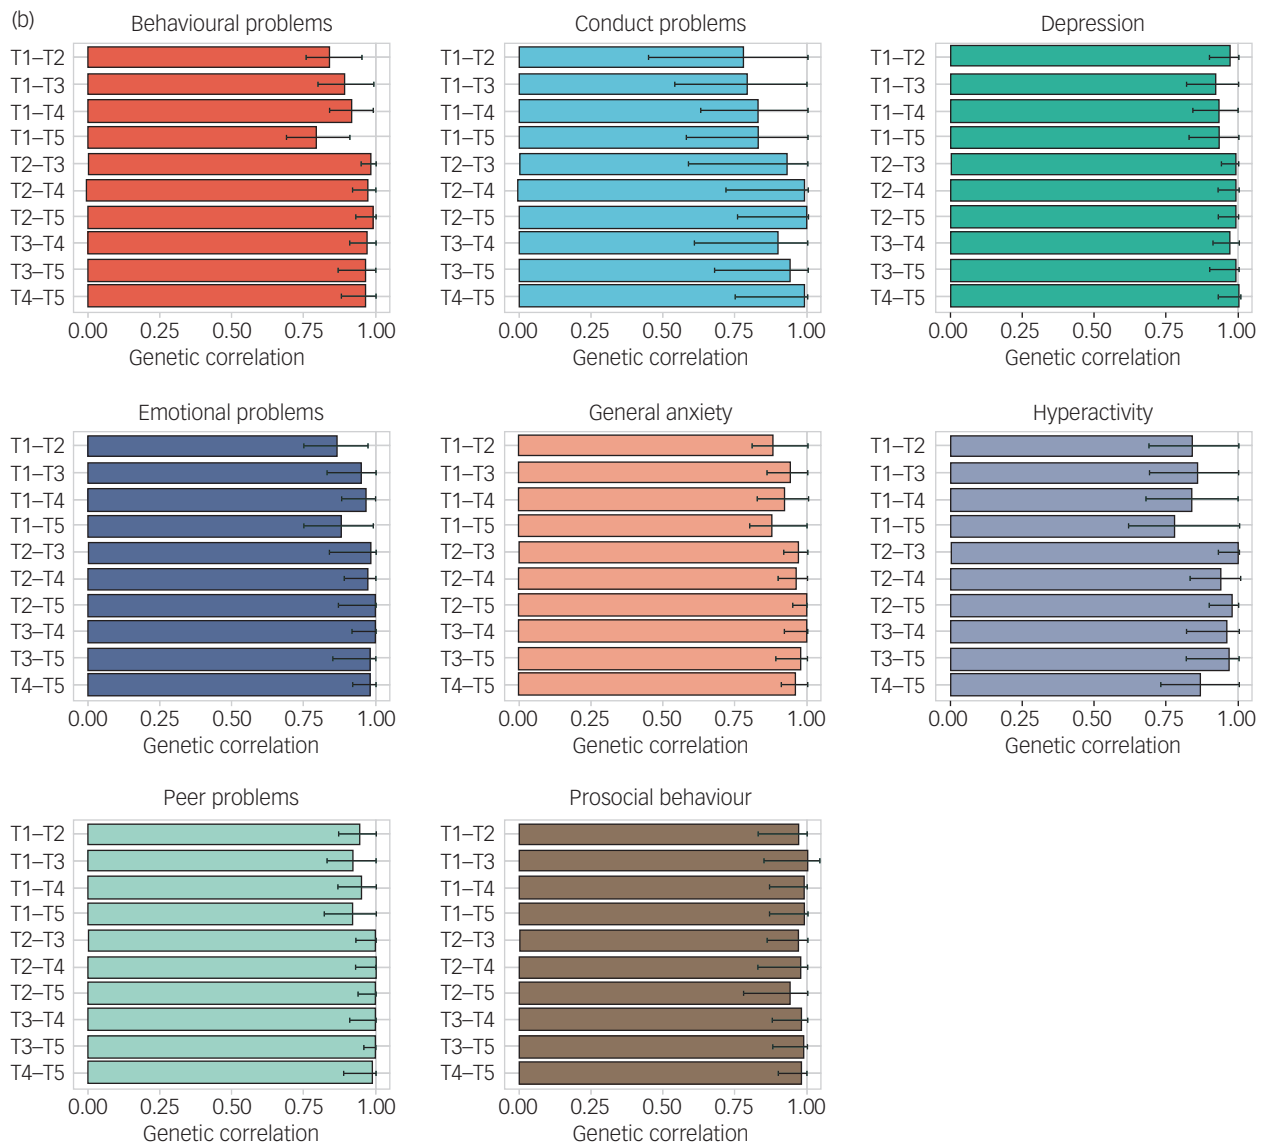 (b)
Behavioural problems
T1–T2
T1–T3
T1–T4
T1–T5
T2–T3
T2–T4
T2–T5
T3–T4
T3–T5
T4–T5
0.00 0.25 0.50 0.75 1.00
Genetic correlation
Conduct problems
T1–T2
T1–T3
T1–T4
T1–T5
T2–T3
T2–T4
T2–T5
T3–T4
T3–T5
T4–T5
0.00 0.25 0.50 0.75 1.00
Genetic correlation
Depression
T1–T2
T1–T3
T1–T4
T1–T5
T2–T3
T2–T4
T2–T5
T3–T4
T3–T5
T4–T5
0.00 0.25 0.50 0.75 1.00
Genetic correlation
Emotional problems
T1–T2
T1–T3
T1–T4
T1–T5
T2–T3
T2–T4
T2–T5
T3–T4
T3–T5
T4–T5
0.00 0.25 0.50 0.75 1.00
Genetic correlation
General anxiety
T1–T2
T1–T3
T1–T4
T1–T5
T2–T3
T2–T4
T2–T5
T3–T4
T3–T5
T4–T5
0.00 0.25 0.50 0.75 1.00
Genetic correlation
Hyperactivity
T1–T2
T1–T3
T1–T4
T1–T5
T2–T3
T2–T4
T2–T5
T3–T4
T3–T5
T4–T5
0.00 0.25 0.50 0.75 1.00
Genetic correlation
Peer problems
T1–T2
T1–T3
T1–T4
T1–T5
T2–T3
T2–T4
T2–T5
T3–T4
T3–T5
T4–T5
0.00 0.25 0.50 0.75 1.00
Genetic correlation
Prosocial behaviour
T1–T2
T1–T3
T1–T4
T1–T5
T2–T3
T2–T4
T2–T5
T3–T4
T3–T5
T4–T5
0.00 0.25 0.50 0.75 1.00
Genetic correlation